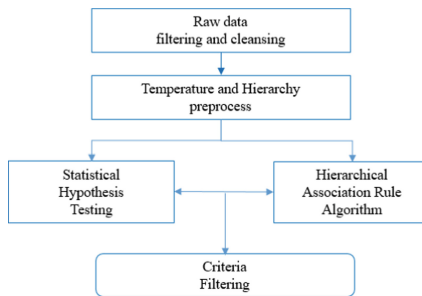 Raw data
filtering and cleansing
Temperature and Hierarchy
preprocess
Statistical
Hypothesis
Testing
Hierarchical
Association Rule
Algorithm
Criteria
Filtering